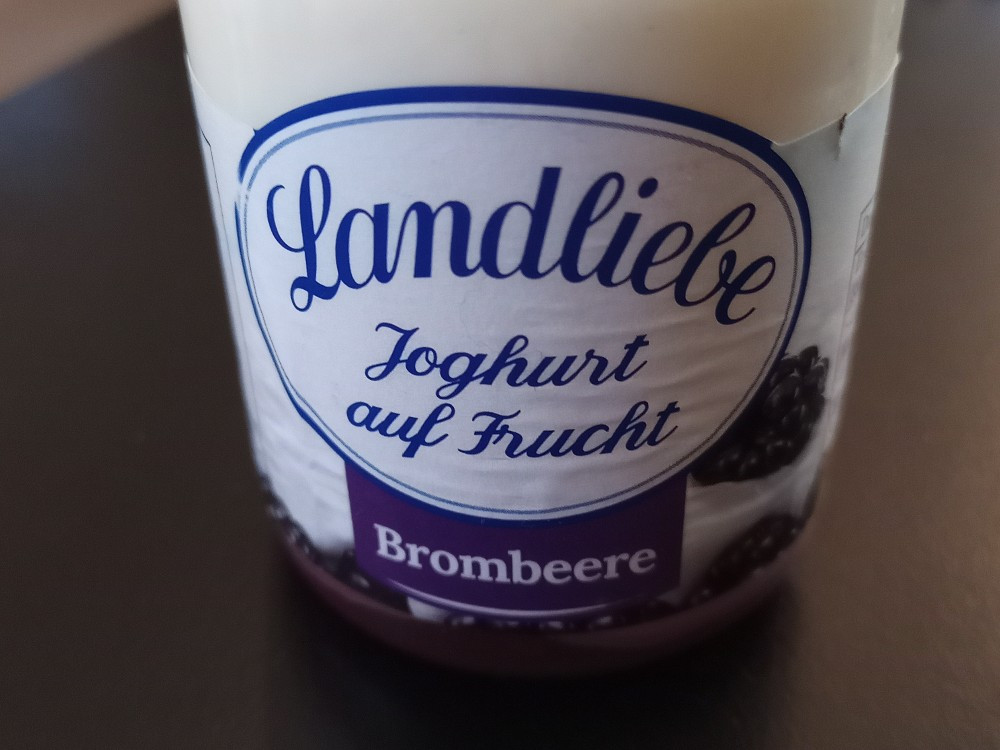 Landliebe
Joghurt
auf Frucht
Brombeere